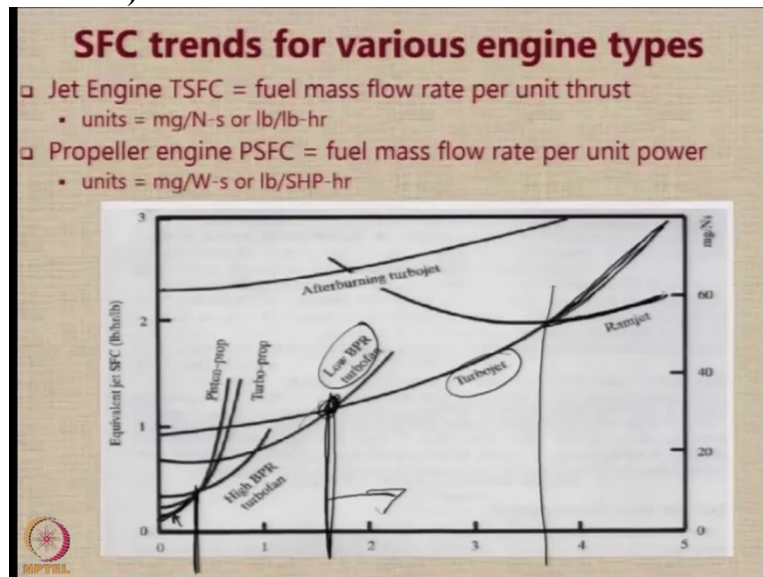 SFC trends for various engine types
Jet Engine TSFC = fuel mass flow rate per unit thrust
units = mg/N-s or lb/lb-hr
Propeller engine PSFC = fuel mass flow rate per unit power
units = mg/W-s or lb/SHP-hr
3
mg/Ns
Afterburning turbojet
60
2
Ramjet
Equivalent jet SFC (lb/hr/lb)
Piston-prop
Turbo-prop
Low BPR
turbofan
Turbojet
40
1
High BPR
turbofan
20
0
0
0
1
2
3
4
5
NPTEL